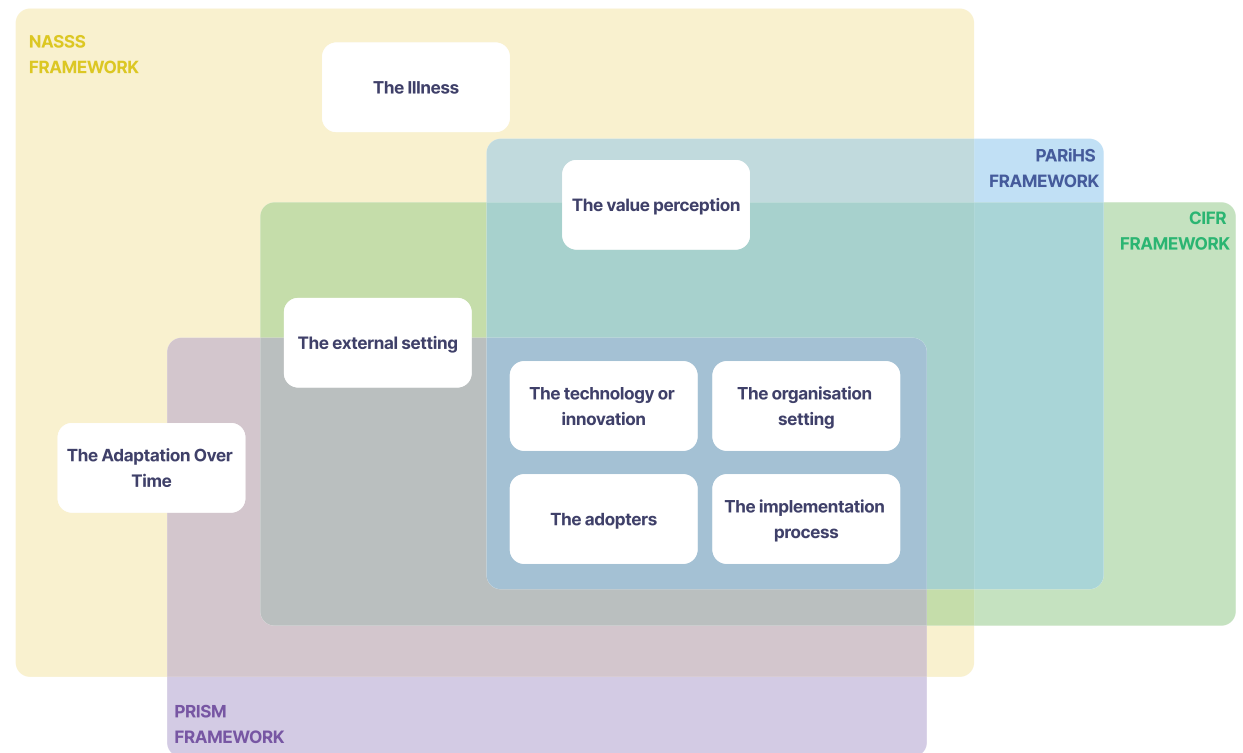 NASSS
FRAMEWORK
The Illness
PARiHS
FRAMEWORK
The value perception
CIFR
FRAMEWORK
The external setting
The technology or
innovation
The organisation
setting
The Adaptation Over
Time
The adopters
The implementation
process
PRISM
FRAMEWORK